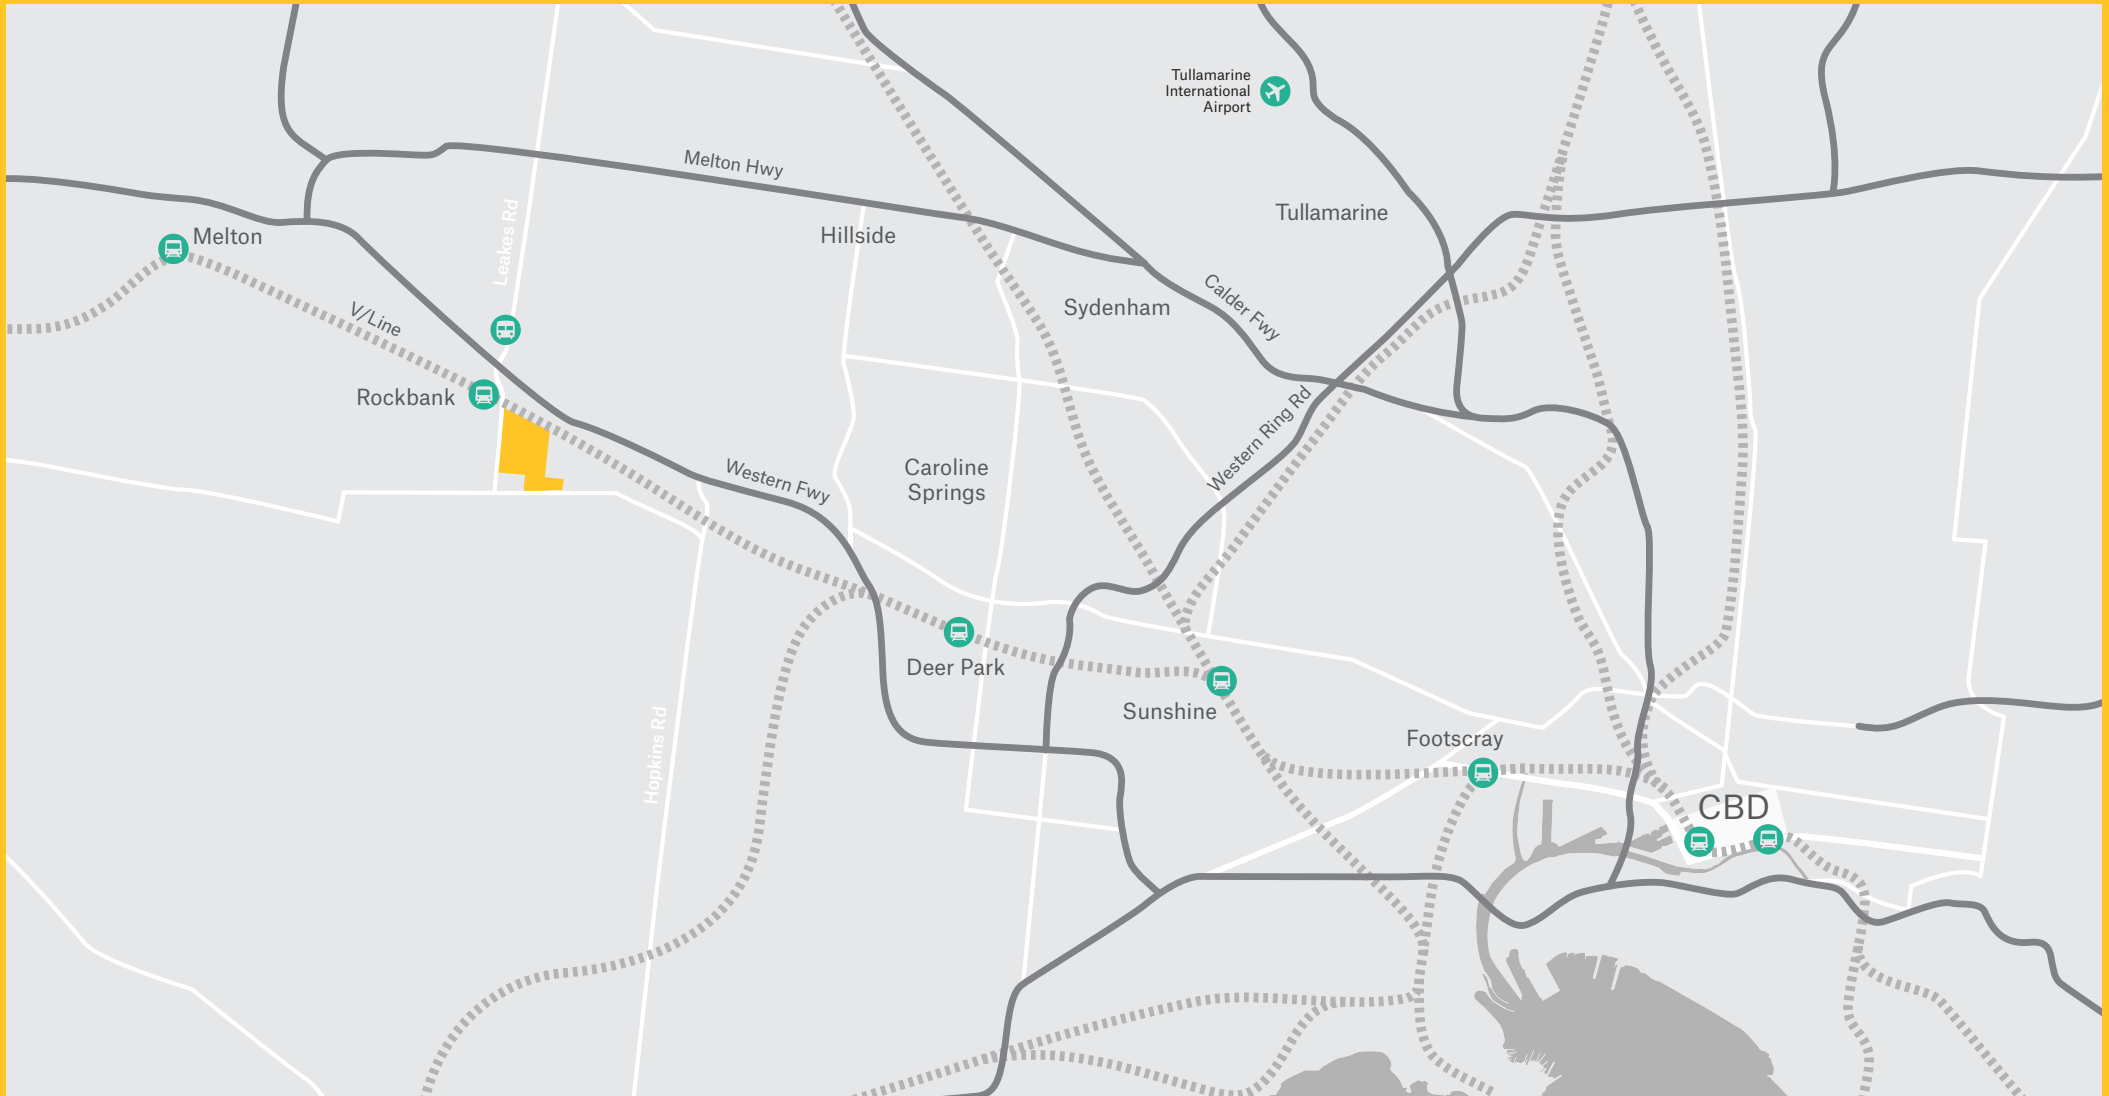 Tullamarine
International
Airport
Melton Hwy
Tullamarine
Leakes Rd
Hillside
Melton
Calder Fwy
Sydenham
V/Line
Rockbank
Western Ring Rd
Caroline
Springs
Western Fwy
Deer Park
Sunshine
Hopkins Rd
Footscray
CBD